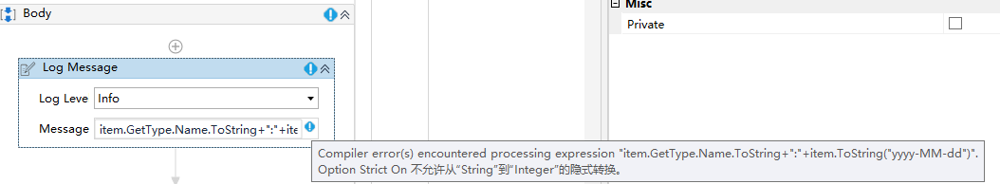 Body
Misc
Private
Log Message
Log Leve
Info
Message
item.GetType.Name.ToString+":"+ite
Compiler error(s) encountered processing expression "item.GetType.Name.ToString+":"+item.ToString("yyyy-MM-dd")".
Option Strict On 不允许从“String”到“Integer”的隐式转换。